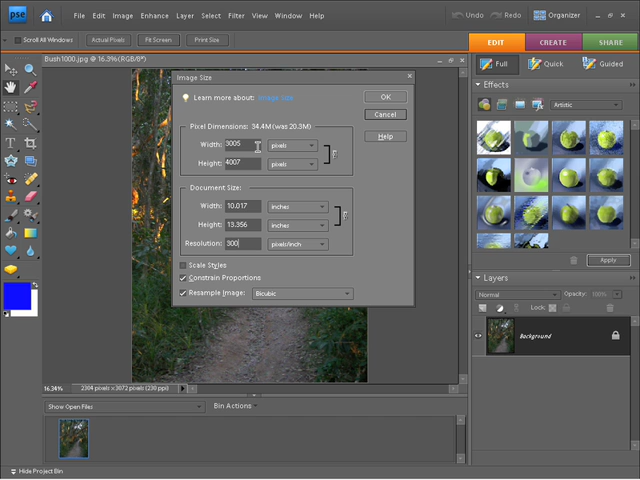 pse File Edit Image Enhance Layer Select Filter View Window Help Undo Redo Organizer
Scroll All Windows Actual Pixels Fit Screen Print Size EDIT CREATE SHARE
Bush1000.jpg @ 16.3% (RGB/8*)
Full Quick Guided
Image Size
Learn more about: Image Size
OK
Cancel
Help
Pixel Dimensions: 34.4M (was 20.3M)
Width: 3005 pixels
Height: 4007 pixels
Document Size:
Width: 10.017 inches
Height: 13.356 inches
Resolution: 300 pixels/inch
Scale Styles
Constrain Proportions
Resample Image: Bicubic
Effects
Artistic
Apply
Layers
Normal Opacity: 100%
Lock:
Background
16.34% 2304 pixels x 3072 pixels (230 ppi)
Show Open Files Bin Actions
Hide Project Bin